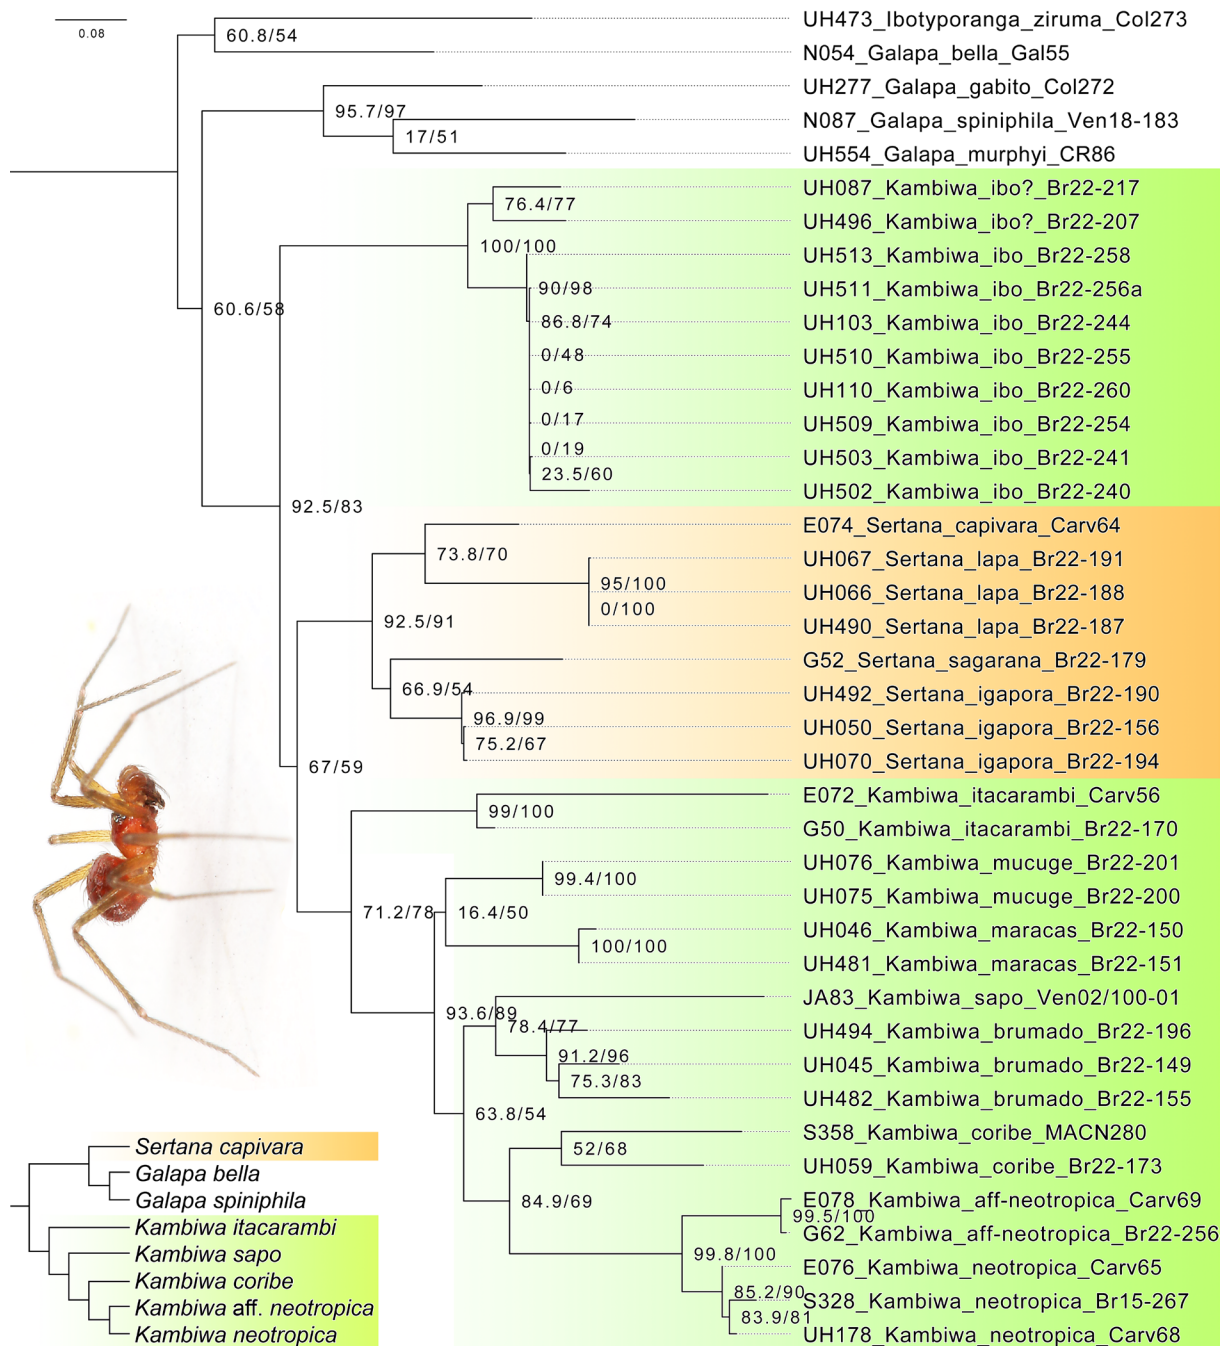 0.08
UH473_Ibotyporanga_ziruma_Col273
60.8/54
N054_Galapa_bella_Gal55
UH277_Galapa_gabito_Col272
95.7/97
N087_Galapa_spiniphila_Ven18-183
17/51
UH554_Galapa_murphyi_CR86
UH087_Kambiwa_ibo?_Br22-217
76.4/77
UH496_Kambiwa_ibo?_Br22-207
100/100
UH513_Kambiwa_ibo_Br22-258
90/98
UH511_Kambiwa_ibo_Br22-256a
60.6/58
86.8/74
UH103_Kambiwa_ibo_Br22-244
0/48
UH510_Kambiwa_ibo_Br22-255
0/6
UH110_Kambiwa_ibo_Br22-260
0/17
UH509_Kambiwa_ibo_Br22-254
0/19
UH503_Kambiwa_ibo_Br22-241
23.5/60
UH502_Kambiwa_ibo_Br22-240
92.5/83
E074_Sertana_capivara_Carv64
73.8/70
UH067_Sertana_lapa_Br22-191
95/100
UH066_Sertana_lapa_Br22-188
0/100
UH490_Sertana_lapa_Br22-187
92.5/91
G52_Sertana_sagarana_Br22-179
66.9/54
UH492_Sertana_igapora_Br22-190
96.9/99
UH050_Sertana_igapora_Br22-156
75.2/67
UH070_Sertana_igapora_Br22-194
67/59
E072_Kambiwa_itacarambi_Carv56
99/100
G50_Kambiwa_itacarambi_Br22-170
UH076_Kambiwa_mucuge_Br22-201
99.4/100
UH075_Kambiwa_mucuge_Br22-200
71.2/78
16.4/50
UH046_Kambiwa_maracas_Br22-150
100/100
UH481_Kambiwa_maracas_Br22-151
JA83_Kambiwa_sapo_Ven02/100-01
93.6/89
78.4/77
UH494_Kambiwa_brumado_Br22-196
91.2/96
UH045_Kambiwa_brumado_Br22-149
75.3/83
UH482_Kambiwa_brumado_Br22-155
63.8/54
S358_Kambiwa_coribe_MACN280
52/68
UH059_Kambiwa_coribe_Br22-173
84.9/69
E078_Kambiwa_aff-neotropica_Carv69
99.5/100
G62_Kambiwa_aff-neotropica_Br22-256
99.8/100
E076_Kambiwa_neotropica_Carv65
85.2/90
S328_Kambiwa_neotropica_Br15-267
83.9/81
UH178_Kambiwa_neotropica_Carv68
Sertana capivara
Galapa bella
Galapa spiniphila
Kambiwa itacarambi
Kambiwa sapo
Kambiwa coribe
Kambiwa aff. neotropica
Kambiwa neotropica